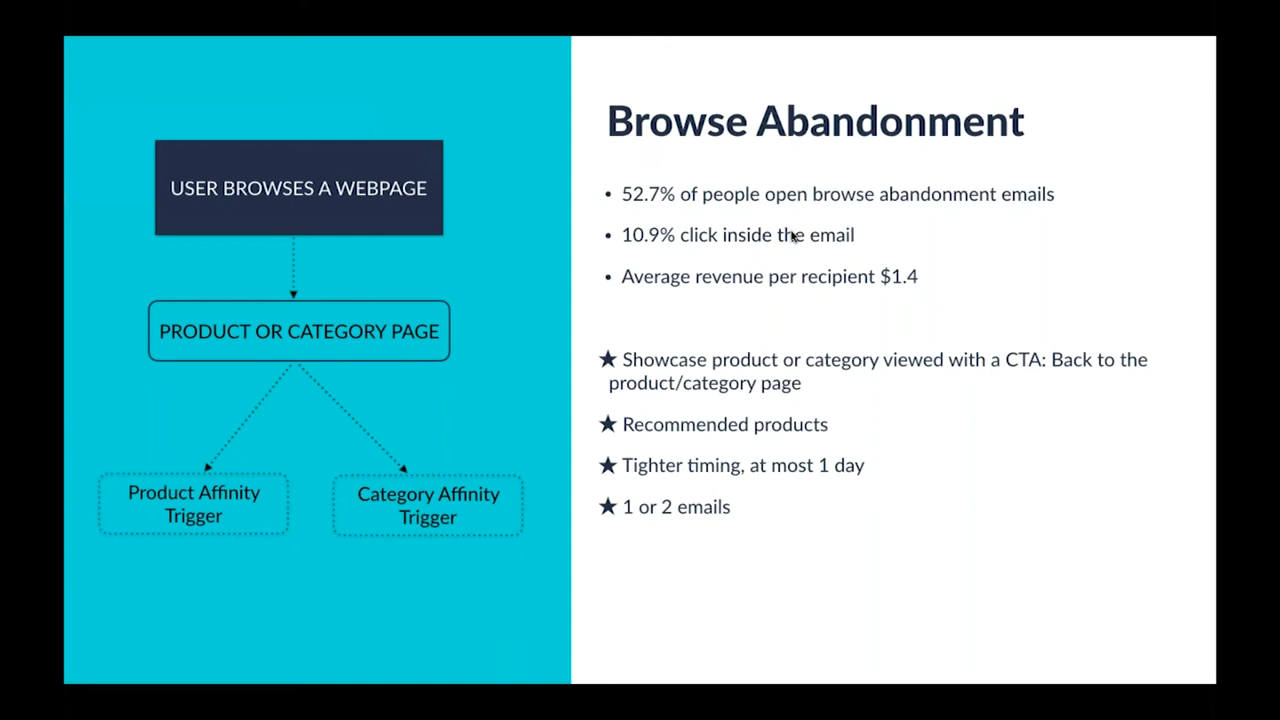 USER BROWSES A WEBPAGE
PRODUCT OR CATEGORY PAGE
Product Affinity
Trigger
Category Affinity
Trigger
Browse Abandonment
• 52.7% of people open browse abandonment emails
• 10.9% click inside the email
• Average revenue per recipient $1.4
★ Showcase product or category viewed with a CTA: Back to the
product/category page
★ Recommended products
★ Tighter timing, at most 1 day
★ 1 or 2 emails